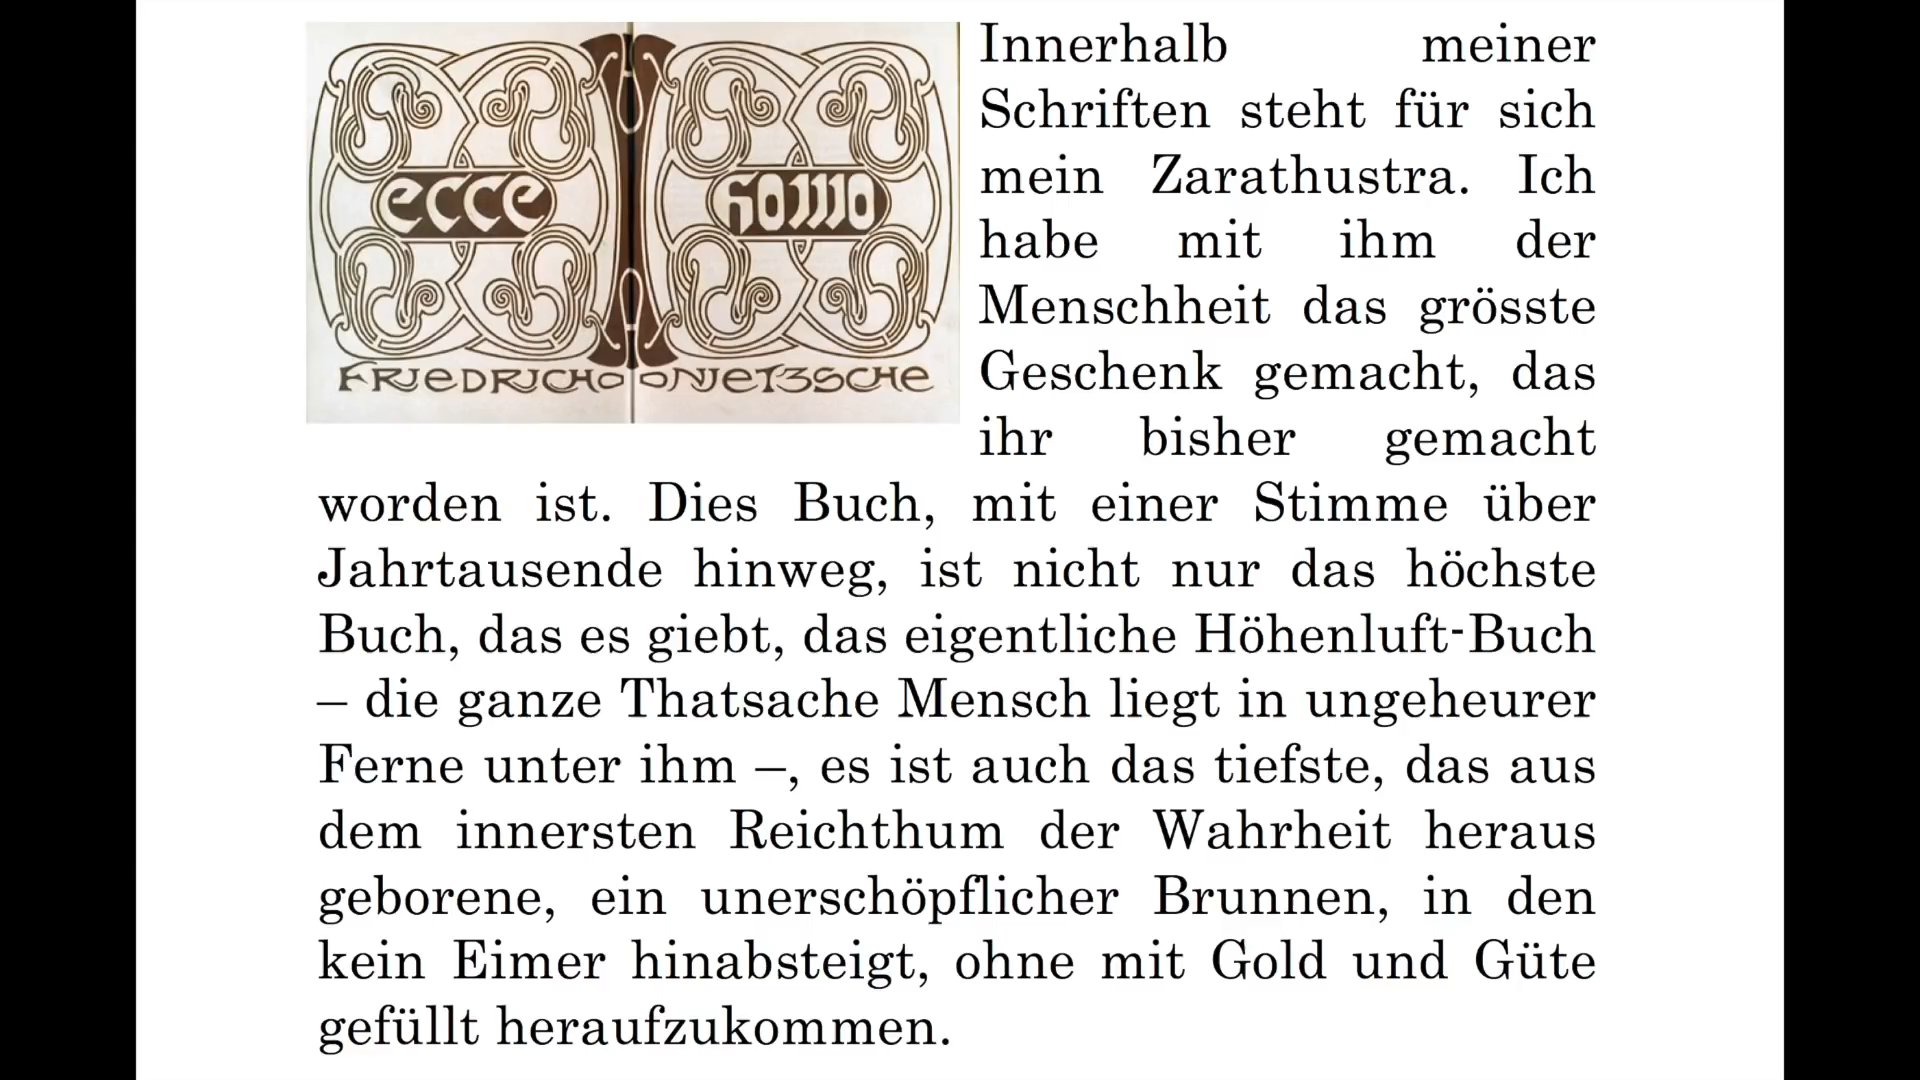 ecce homo
FRIEDRICH NIETZSCHE
Innerhalb meiner
Schriften steht für sich
mein Zarathustra. Ich
habe mit ihm der
Menschheit das grösste
Geschenk gemacht, das
ihr bisher gemacht
worden ist. Dies Buch, mit einer Stimme über
Jahrtausende hinweg, ist nicht nur das höchste
Buch, das es giebt, das eigentliche Höhenluft-Buch
– die ganze Thatsache Mensch liegt in ungeheurer
Ferne unter ihm –, es ist auch das tiefste, das aus
dem innersten Reichthum der Wahrheit heraus
geborene, ein unerschöpflicher Brunnen, in den
kein Eimer hinabsteigt, ohne mit Gold und Güte
gefüllt heraufzukommen.